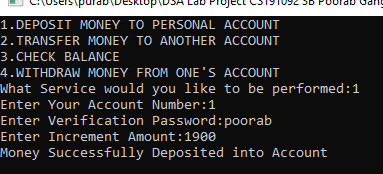 C:\Users\purab\Desktop\DSA Lab Project CS191092 SB Poorab Gang
1.DEPOSIT MONEY TO PERSONAL ACCOUNT
2.TRANSFER MONEY TO ANOTHER ACCOUNT
3.CHECK BALANCE
4.WITHDRAW MONEY FROM ONE'S ACCOUNT
What Service would you like to be performed:1
Enter Your Account Number:1
Enter Verification Password:poorab
Enter Increment Amount:1900
Money Successfully Deposited into Account